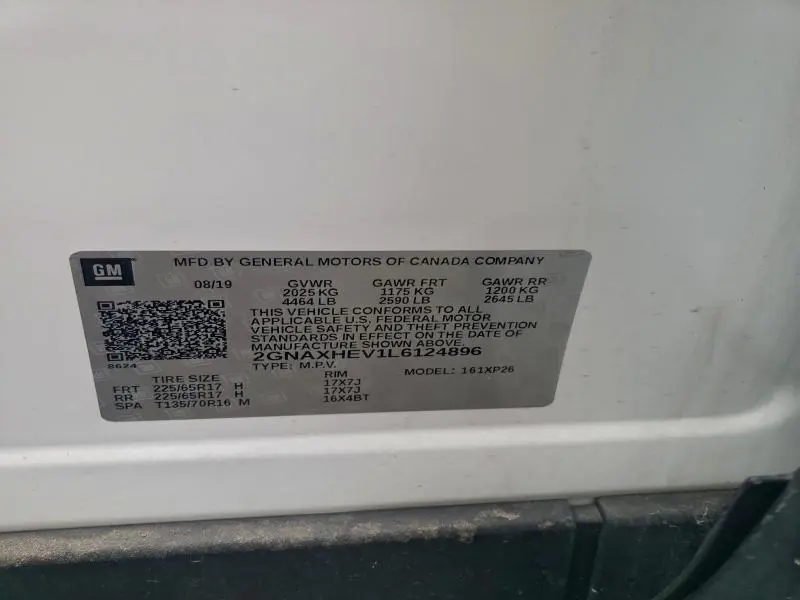 GM
MFD BY GENERAL MOTORS OF CANADA COMPANY
08/19 GVWR GAWR FRT GAWR RR
2025 KG 1175 KG 1200 KG
4464 LB 2590 LB 2645 LB
THIS VEHICLE CONFORMS TO ALL
APPLICABLE U.S. FEDERAL MOTOR
VEHICLE SAFETY AND THEFT PREVENTION
STANDARDS IN EFFECT ON THE DATE OF
MANUFACTURE SHOWN ABOVE.
2GNAXHEV1L6124896
8624
TYPE: M.P.V. MODEL: 161XP26
TIRE SIZE RIM
FRT 225/65R17 H 17X7J
RR 225/65R17 H 17X7J
SPA T135/70R16 M 16X4BT